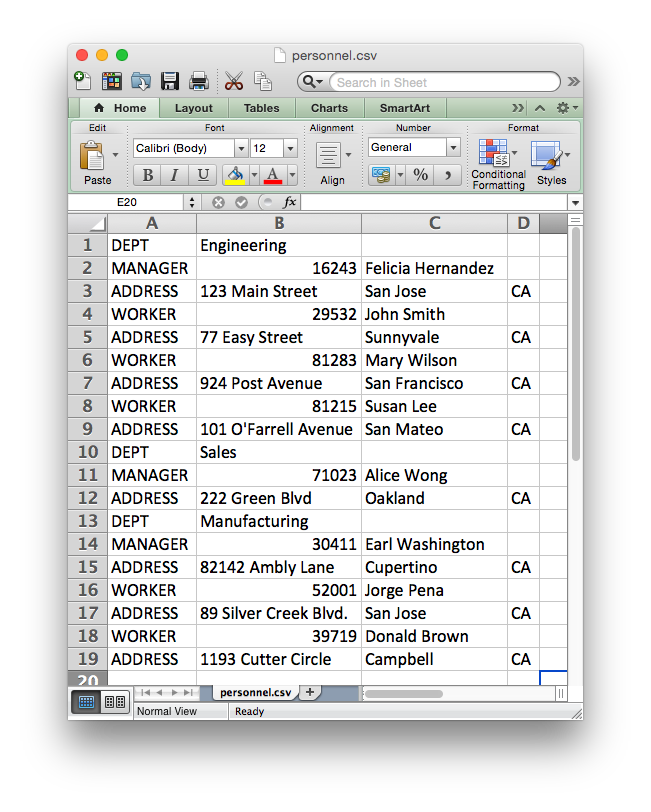 personnel.csv
Search in Sheet
Home Layout Tables Charts SmartArt
Edit Font Alignment Number Format
Calibri (Body) 12 General
Paste B I U A Align % Conditional Formatting Styles
E20 fx
A B C D
1 DEPT Engineering
2 MANAGER 16243 Felicia Hernandez
3 ADDRESS 123 Main Street San Jose CA
4 WORKER 29532 John Smith
5 ADDRESS 77 Easy Street Sunnyvale CA
6 WORKER 81283 Mary Wilson
7 ADDRESS 924 Post Avenue San Francisco CA
8 WORKER 81215 Susan Lee
9 ADDRESS 101 O'Farrell Avenue San Mateo CA
10 DEPT Sales
11 MANAGER 71023 Alice Wong
12 ADDRESS 222 Green Blvd Oakland CA
13 DEPT Manufacturing
14 MANAGER 30411 Earl Washington
15 ADDRESS 82142 Ambly Lane Cupertino CA
16 WORKER 52001 Jorge Pena
17 ADDRESS 89 Silver Creek Blvd. San Jose CA
18 WORKER 39719 Donald Brown
19 ADDRESS 1193 Cutter Circle Campbell CA
20
personnel.csv
Normal View Ready